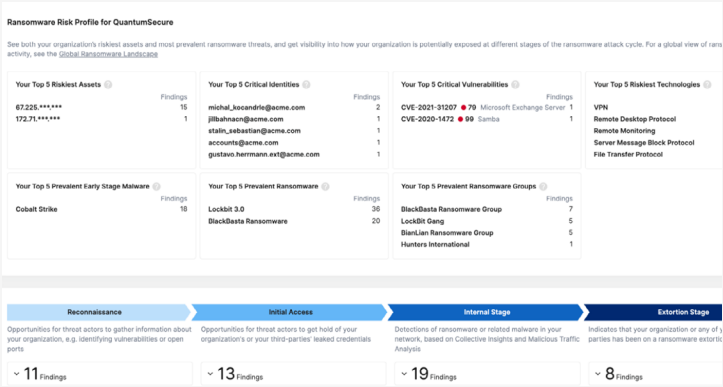 Ransomware Risk Profile for QuantumSecure
See both your organization's riskiest assets and most prevalent ransomware threats, and get visibility into how your organization is potentially exposed at different stages of the ransomware attack cycle. For a global view of rans
activity, see the Global Ransomware Landscape
Your Top 5 Riskiest Assets ?
Findings
67.225.***.*** 15
172.71.***.*** 1
Your Top 5 Critical Identities ?
Findings
michal_kocandrle@acme.com 2
jillbahnacn@acme.com 1
stalin_sebastian@acme.com 1
accounts@acme.com 1
gustavo.herrmann.ext@acme.com 1
Your Top 5 Critical Vulnerabilities ?
Findings
CVE-2021-31207 79 Microsoft Exchange Server 1
CVE-2020-1472 99 Samba 1
Your Top 5 Riskiest Technologies ?
VPN
Remote Desktop Protocol
Remote Monitoring
Server Message Block Protocol
File Transfer Protocol
Your Top 5 Prevalent Early Stage Malware ?
Findings
Cobalt Strike 18
Your Top 5 Prevalent Ransomware ?
Findings
Lockbit 3.0 36
BlackBasta Ransomware 20
Your Top 5 Prevalent Ransomware Groups ?
Findings
BlackBasta Ransomware Group 7
LockBit Gang 5
BianLian Ransomware Group 5
Hunters International 1
Reconnaissance
Opportunities for threat actors to gather information about
your organization, e.g. identifying vulnerabilities or open
ports
11 Findings
Initial Access
Opportunities for threat actors to get hold of your
organization's or your third-parties' leaked credentials
13 Findings
Internal Stage
Detections of ransomware or related malware in your
network, based on Collective Insights and Malicious Traffic
Analysis
19 Findings
Extortion Stage
Indicates that your organization or any of y
parties has been on a ransomware extortio
8 Findings